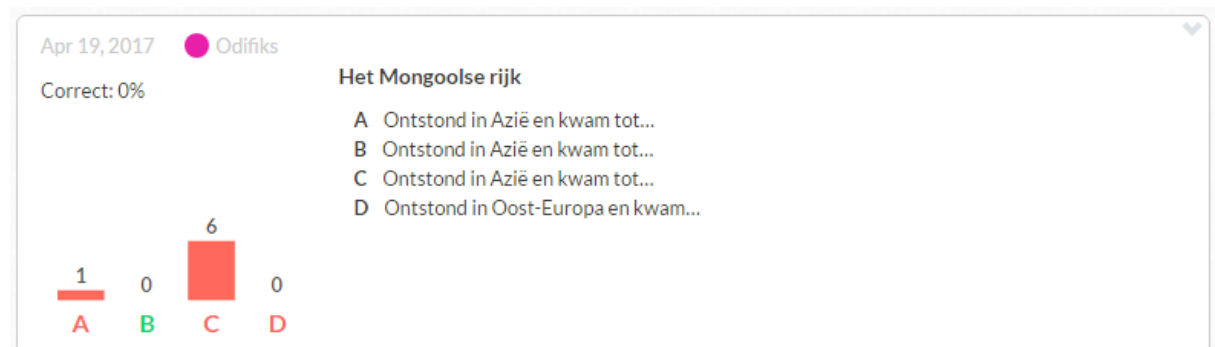 Apr 19, 2017 Odifiks
Correct: 0%
Het Mongoolse rijk
A Ontstond in Azië en kwam tot...
B Ontstond in Azië en kwam tot...
C Ontstond in Azië en kwam tot...
D Ontstond in Oost-Europa en kwam...
1 0 6 0
A B C D